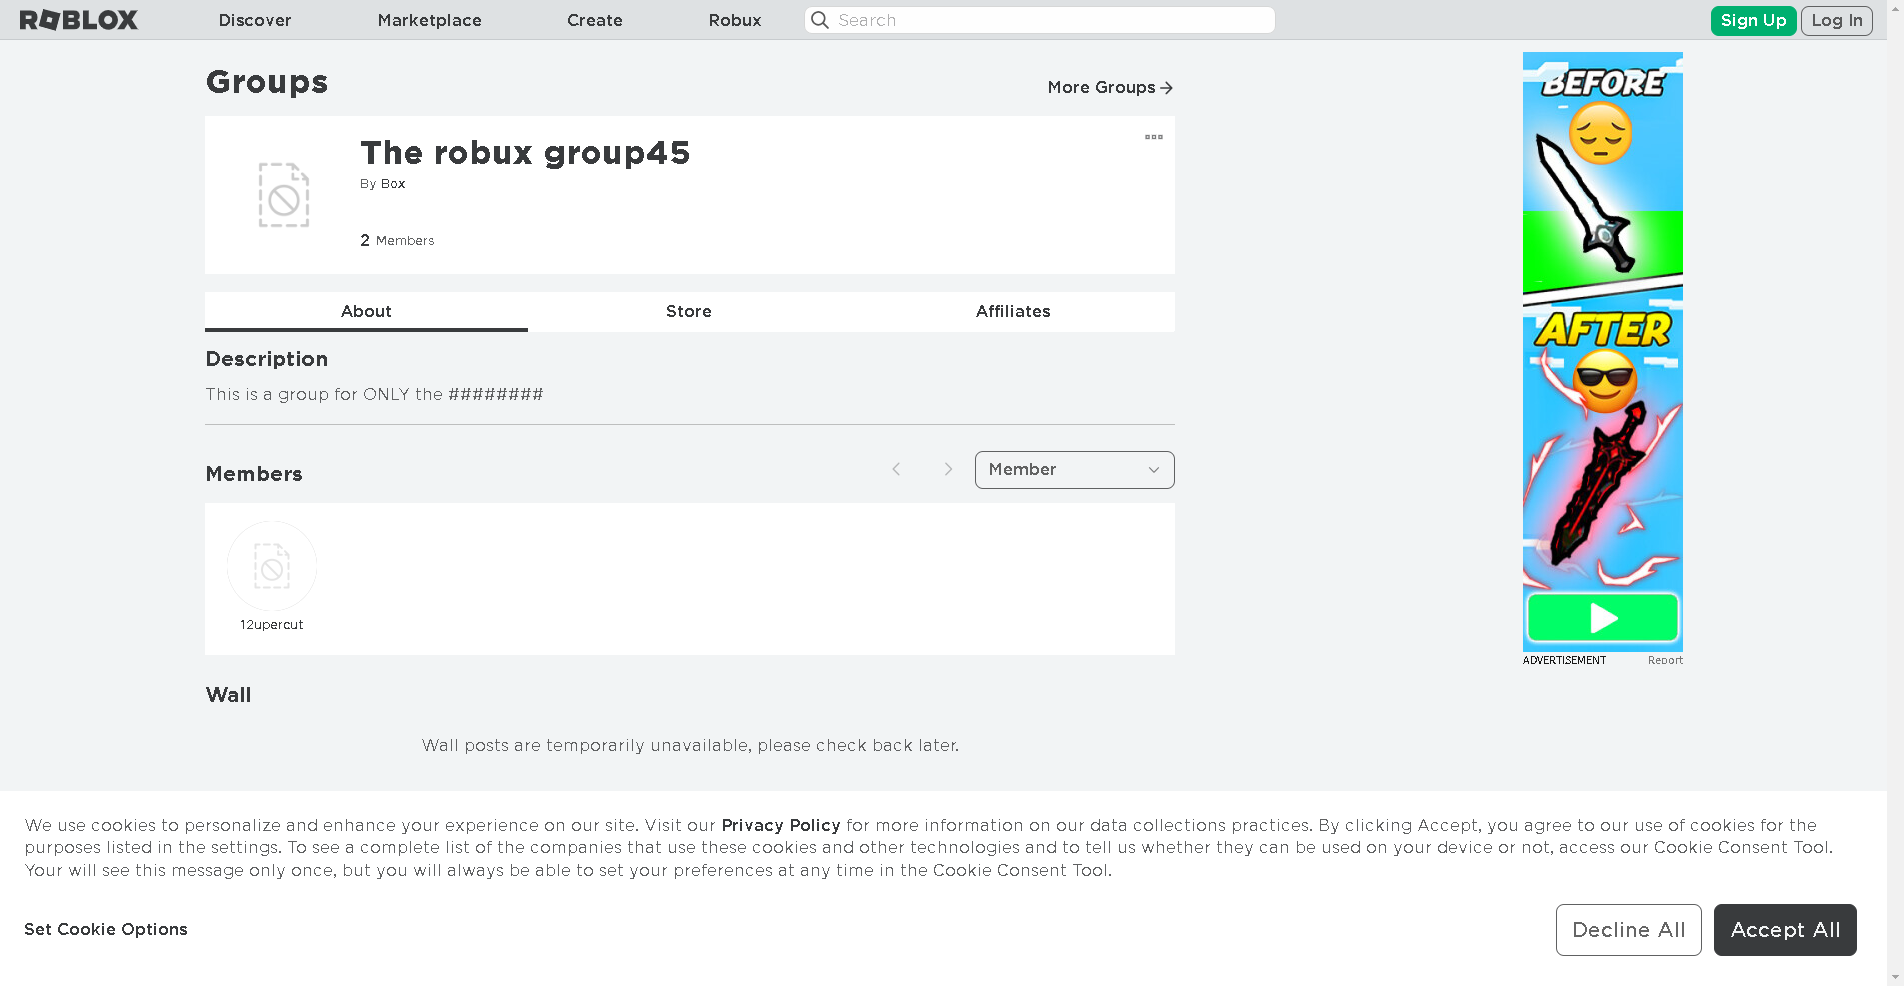 ROBLOX
Discover
Marketplace
Create
Robux
Search
Sign Up
Log In
Groups
More Groups
The robux group45
By Box
2 Members
About
Store
Affiliates
Description
This is a group for ONLY the ########
Members
Member
12upercut
Wall
Wall posts are temporarily unavailable, please check back later.
BEFORE
AFTER
ADVERTISEMENT
Report
We use cookies to personalize and enhance your experience on our site. Visit our Privacy Policy for more information on our data collections practices. By clicking Accept, you agree to our use of cookies for the
purposes listed in the settings. To see a complete list of the companies that use these cookies and other technologies and to tell us whether they can be used on your device or not, access our Cookie Consent Tool.
Your will see this message only once, but you will always be able to set your preferences at any time in the Cookie Consent Tool.
Set Cookie Options
Decline All
Accept All